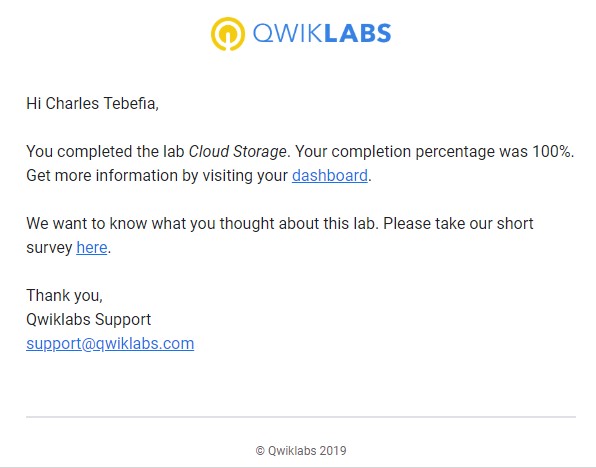 QWIKLABS
Hi Charles Tebefia,
You completed the lab Cloud Storage. Your completion percentage was 100%.
Get more information by visiting your dashboard.
We want to know what you thought about this lab. Please take our short
survey here.
Thank you,
Qwiklabs Support
support@qwiklabs.com
© Qwiklabs 2019